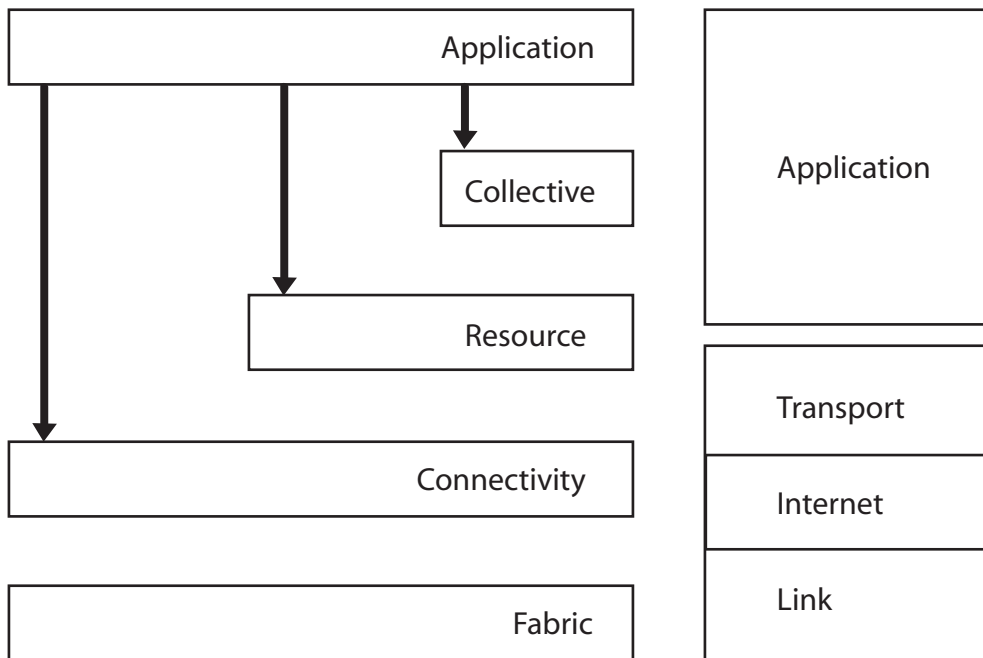 Application
Collective
Resource
Connectivity
Fabric
Application
Transport
Internet
Link